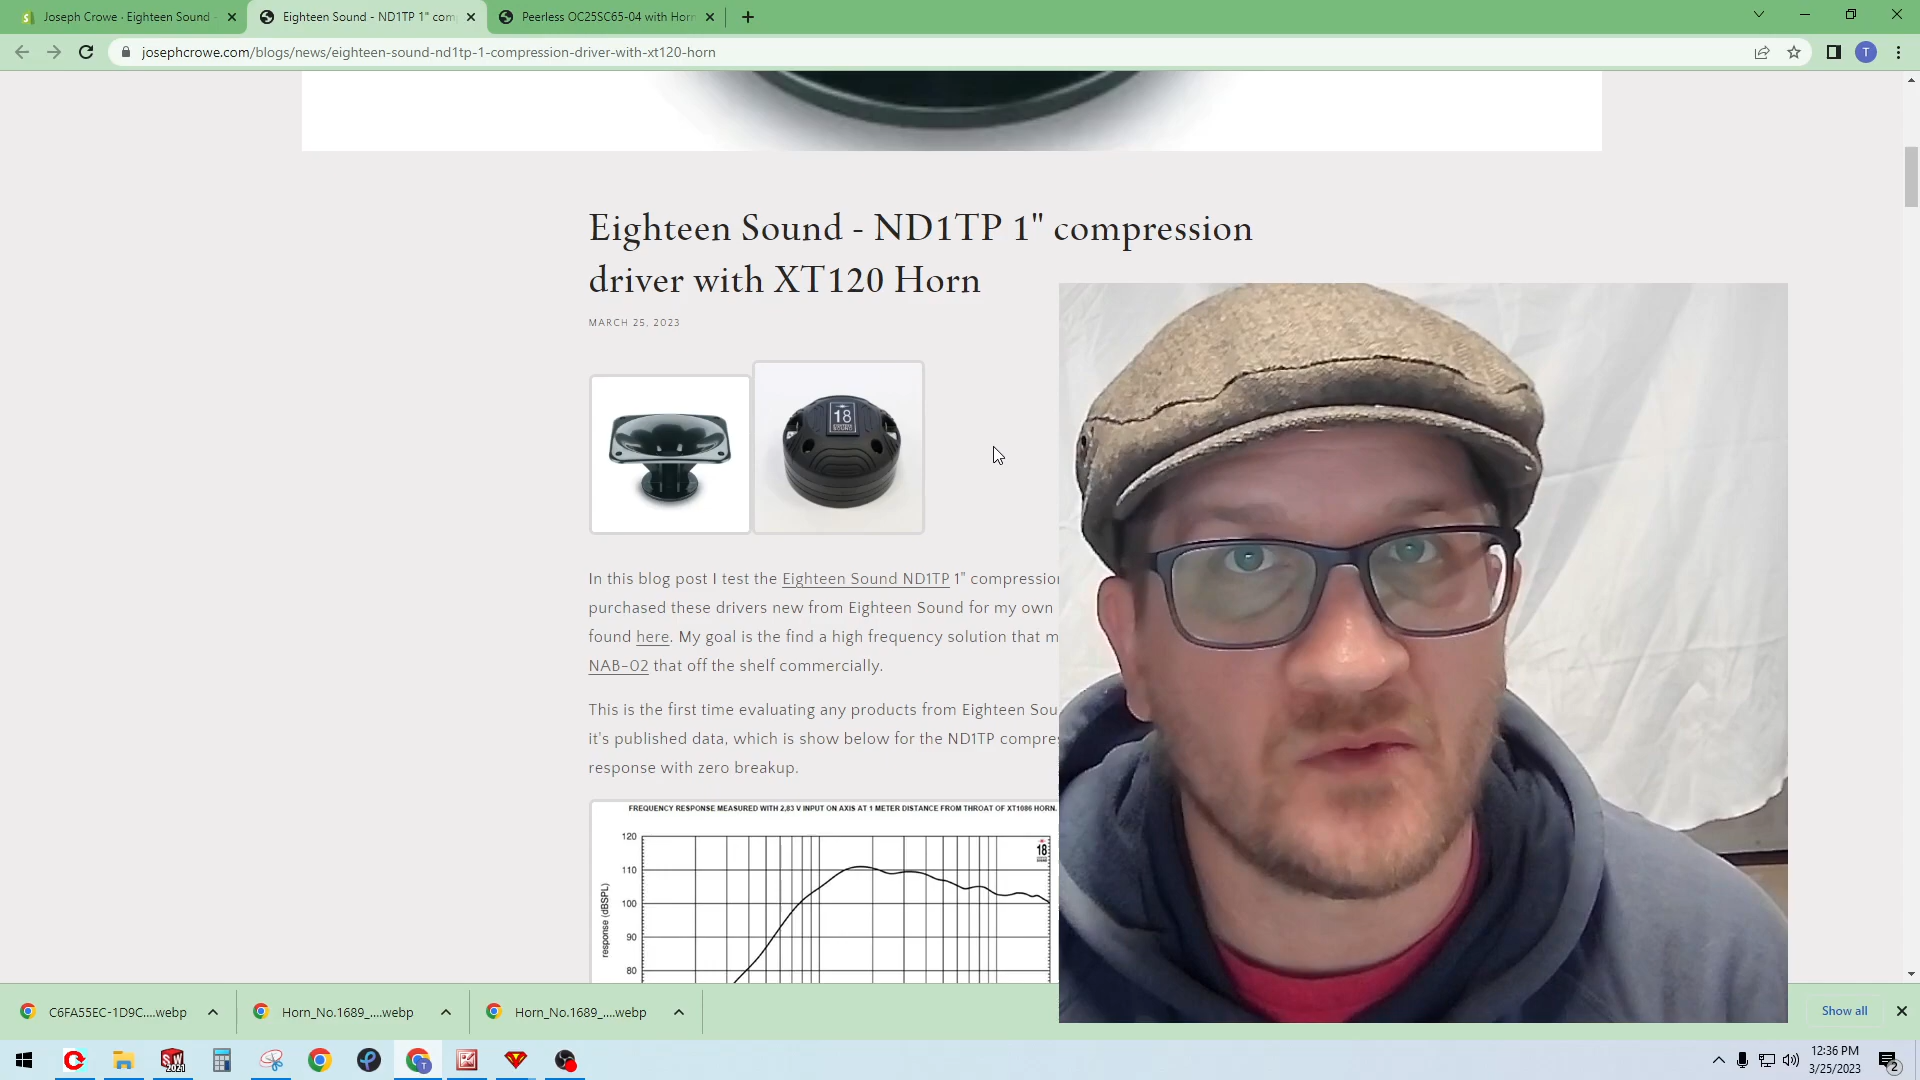 Joseph Crowe · Eighteen Sound -
Eighteen Sound - ND1TP 1" com
Peerless OC25SC65-04 with Horn
josephcrowe.com/blogs/news/eighteen-sound-nd1tp-1-compression-driver-with-xt120-horn
T
Eighteen Sound - ND1TP 1" compression
driver with XT120 Horn
MARCH 25, 2023
18
In this blog post I test the Eighteen Sound ND1TP 1" compression
purchased these drivers new from Eighteen Sound for my own
found here. My goal is the find a high frequency solution that m
NAB-02 that off the shelf commercially.
This is the first time evaluating any products from Eighteen Sou
it's published data, which is show below for the ND1TP compres
response with zero breakup.
FREQUENCY RESPONSE MEASURED WITH 2,83 V INPUT ON AXIS AT 1 METER DISTANCE FROM THROAT OF XT1086 HORN.
120
110
100
90
80
response (dBSPL)
18
C6FA55EC-1D9C....webp
Horn_No.1689_....webp
Horn_No.1689_....webp
Show all
SW
2021
T
12:36 PM
3/25/2023
2